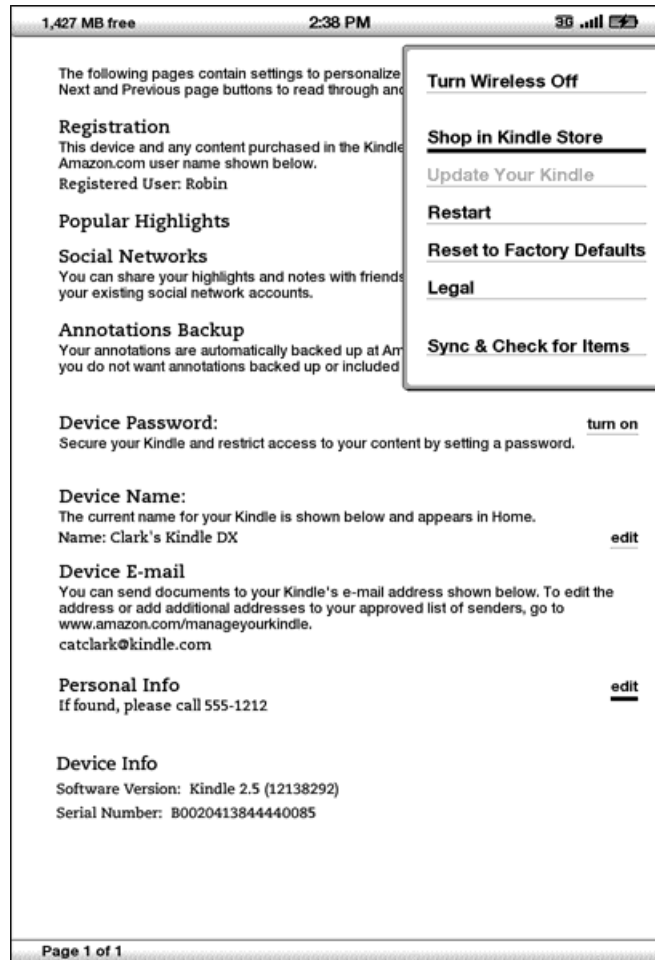 1,427 MB free 2:38 PM 3G
The following pages contain settings to personalize
Next and Previous page buttons to read through and
Registration
This device and any content purchased in the Kindle
Amazon.com user name shown below.
Registered User: Robin
Popular Highlights
Social Networks
You can share your highlights and notes with friends
your existing social network accounts.
Annotations Backup
Your annotations are automatically backed up at Am
you do not want annotations backed up or included
Turn Wireless Off
Shop in Kindle Store
Update Your Kindle
Restart
Reset to Factory Defaults
Legal
Sync & Check for Items
Device Password: turn on
Secure your Kindle and restrict access to your content by setting a password.
Device Name:
The current name for your Kindle is shown below and appears in Home.
Name: Clark's Kindle DX edit
Device E-mail
You can send documents to your Kindle's e-mail address shown below. To edit the
address or add additional addresses to your approved list of senders, go to
www.amazon.com/manageyourkindle.
catclark@kindle.com
Personal Info edit
If found, please call 555-1212
Device Info
Software Version: Kindle 2.5 (12138292)
Serial Number: B0020413844440085
Page 1 of 1